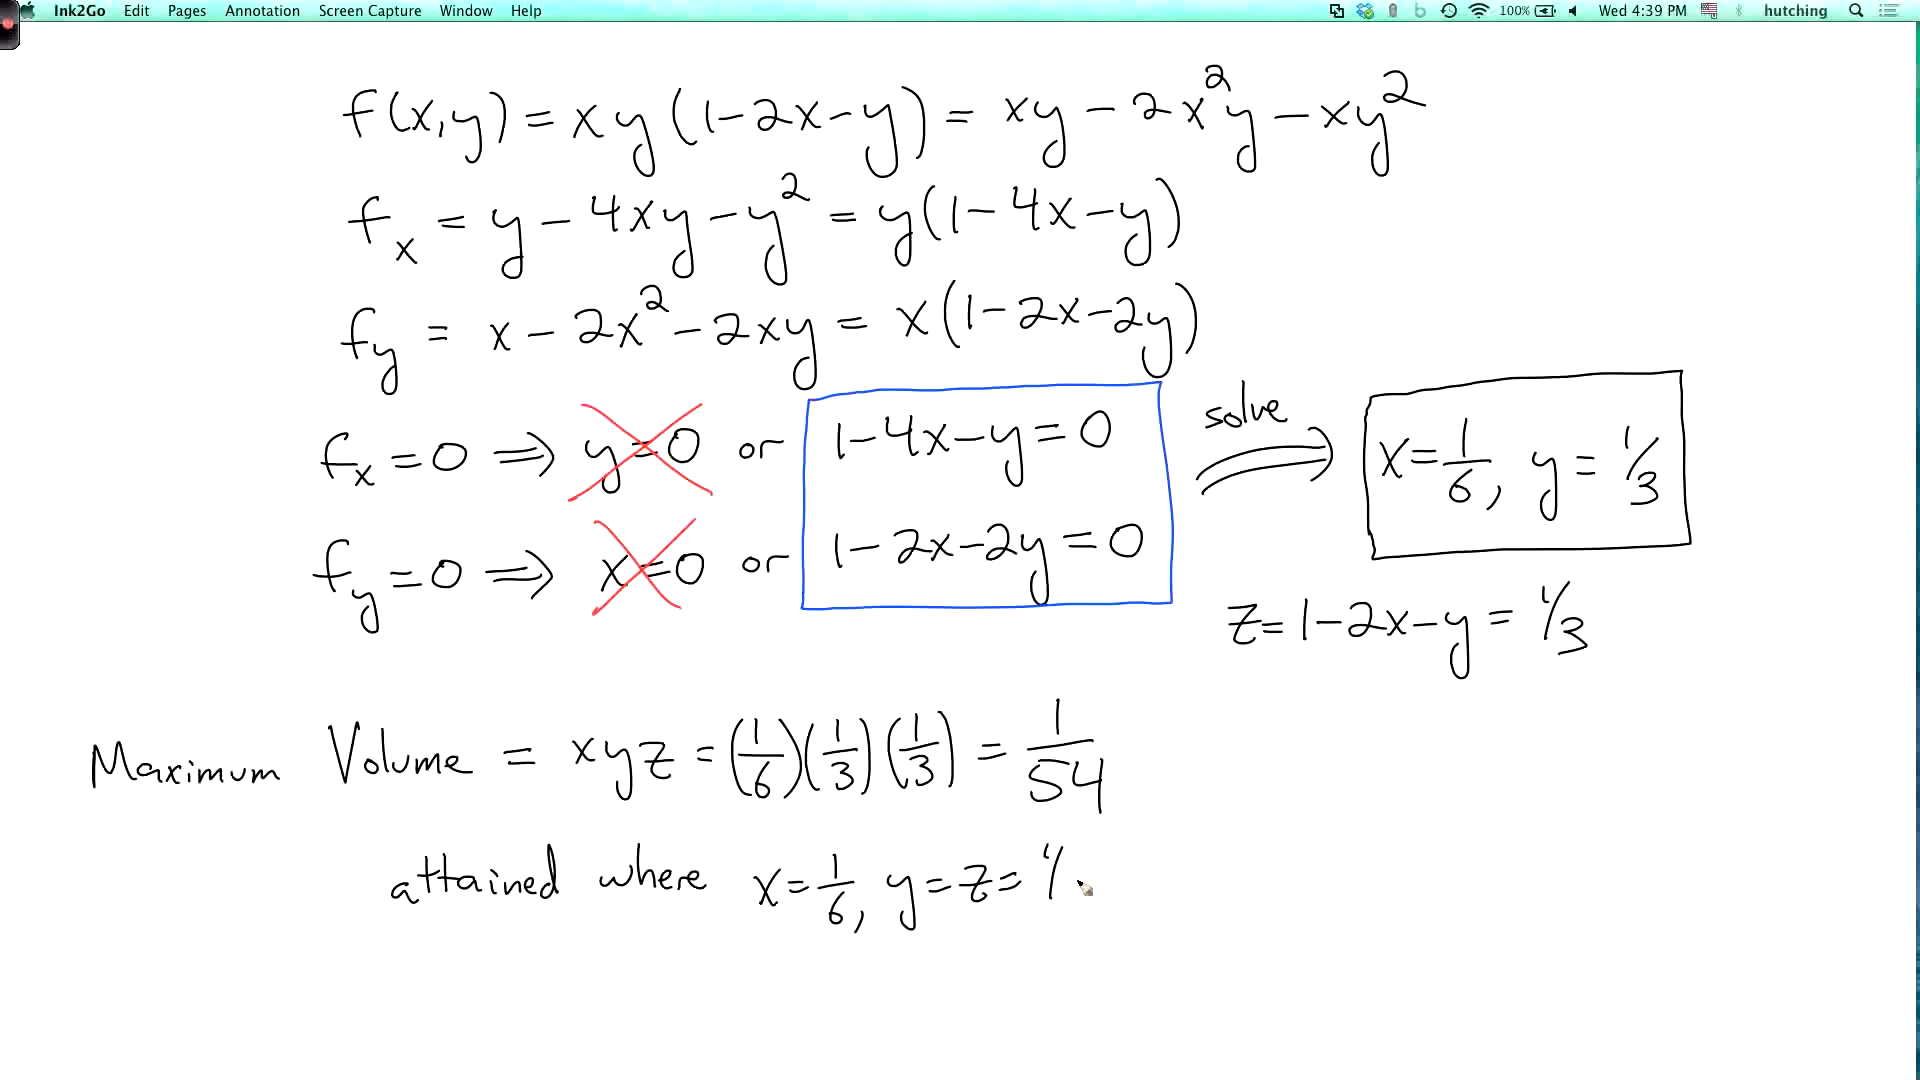 Ink2Go Edit Pages Annotation Screen Capture Window Help 100% Wed 4:39 PM hutching
f(x,y) = xy(1-2x-y) = xy - 2x²y - xy²
fₓ = y - 4xy - y² = y(1-4x-y)
f_y = x - 2x² - 2xy = x(1-2x-2y)
solve
fₓ = 0 ⟹ y=0 or 1-4x-y=0 ⟹ x=1/6, y=1/3
f_y = 0 ⟹ x=0 or 1-2x-2y=0
z=1-2x-y = 1/3
Maximum Volume = xyz = (1/6)(1/3)(1/3) = 1/54
attained where x=1/6, y=z=1/